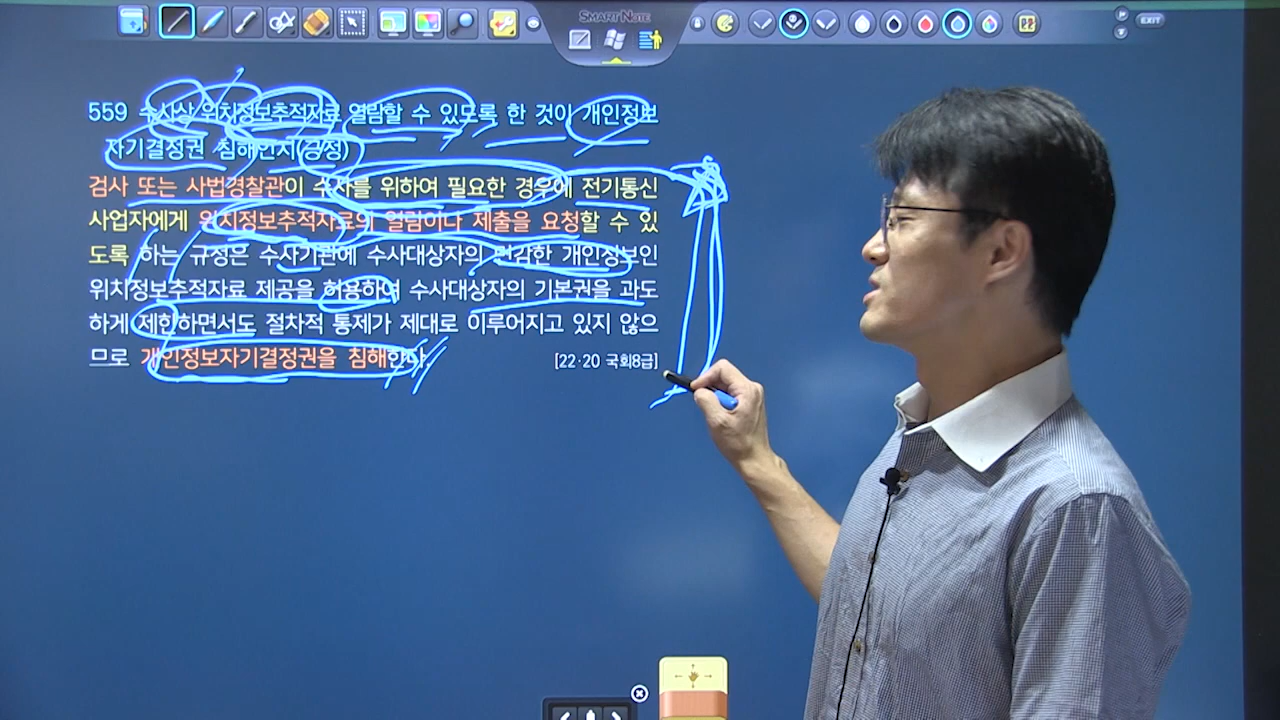 SMART NOTE
EXIT
559 수사상 위치정보추적자료 열람할 수 있도록 한 것이 개인정보
자기결정권 침해인지(긍정)
검사 또는 사법경찰관이 수사를 위하여 필요한 경우에 전기통신
사업자에게 위치정보추적자료의 열람이나 제출을 요청할 수 있
도록 하는 규정은 수사기관에 수사대상자의 민감한 개인정보인
위치정보추적자료 제공을 허용하여 수사대상자의 기본권을 과도
하게 제한하면서도 절차적 통제가 제대로 이루어지고 있지 않으
므로 개인정보자기결정권을 침해한다.
[22·20 국회8급]